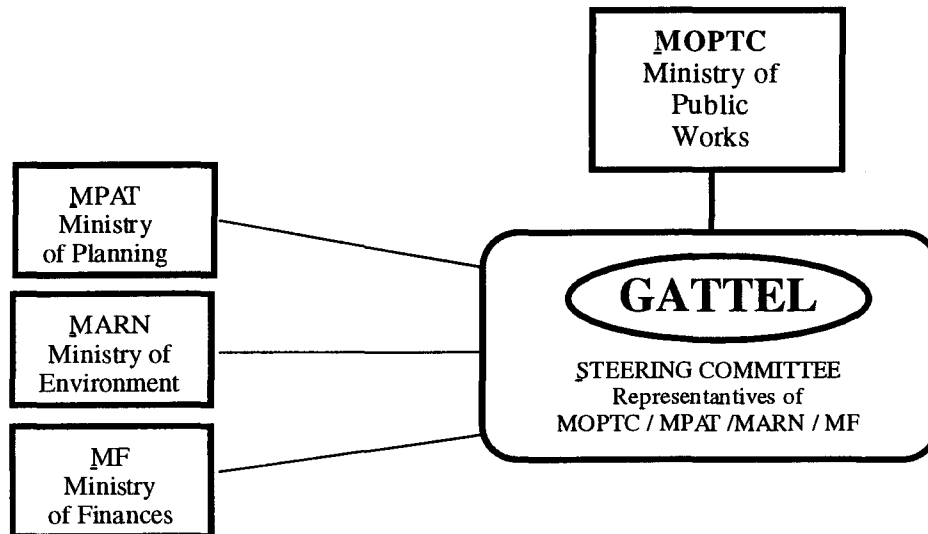 MOPTC
Ministry of
Public
Works
MPAT
Ministry
of Planning
MARN
Ministry of
Environment
MF
Ministry
of Finances
GATTEL
STEERING COMMITTEE
Representantives of
MOPTC / MPAT /MARN / MF